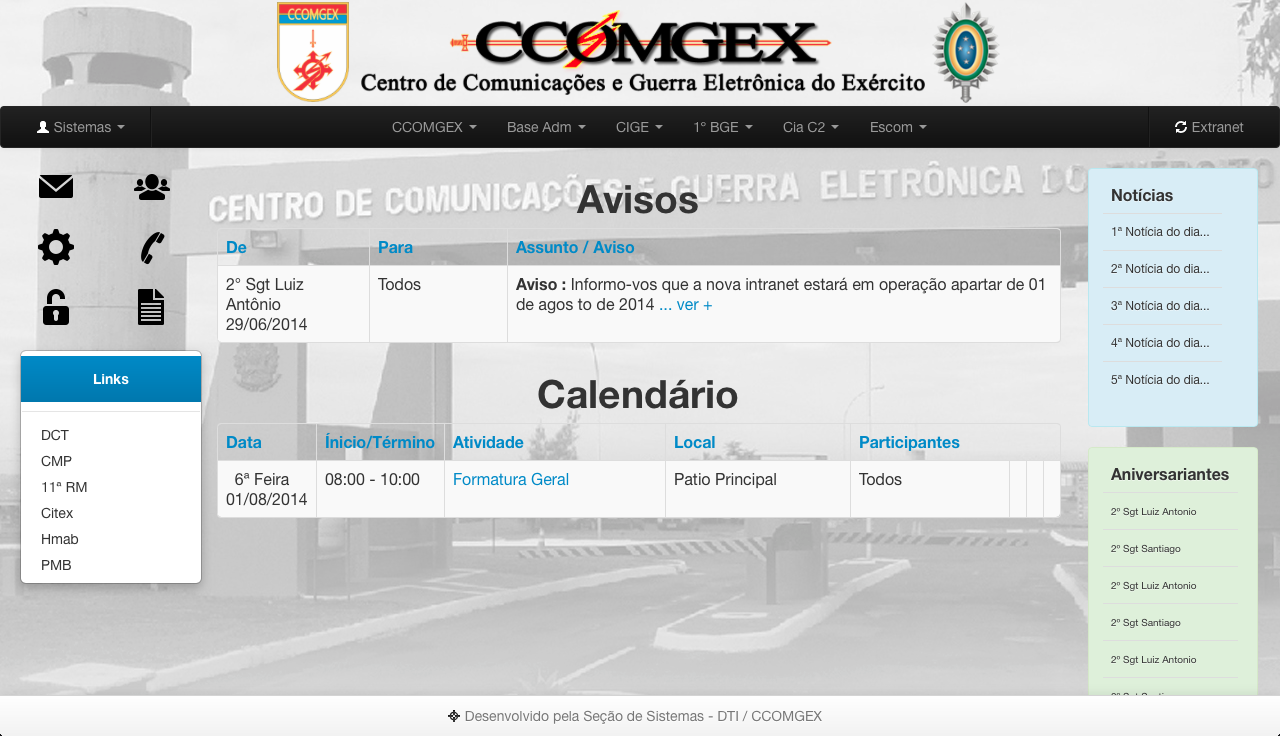 CCOMGEX
CCOMGEX
Centro de Comunicações e Guerra Eletrônica do Exército
Sistemas
CCOMGEX
Base Adm
CIGE
1º BGE
Cia C2
Escom
Extranet
CENTRO DE COMUNICAÇÕES E GUERRA ELETRÔNICA DO EXÉRCITO
Avisos
De Para Assunto / Aviso
2° Sgt Luiz
Antônio
29/06/2014
Todos
Aviso : Informo-vos que a nova intranet estará em operação apartar de 01
de agos to de 2014 ... ver +
Calendário
Data Ínicio/Término Atividade Local Participantes
6ª Feira
01/08/2014
08:00 - 10:00
Formatura Geral
Patio Principal
Todos
Links
DCT
CMP
11ª RM
Citex
Hmab
PMB
Notícias
1ª Notícia do dia...
2ª Notícia do dia...
3ª Notícia do dia...
4ª Notícia do dia...
5ª Notícia do dia...
Aniversariantes
2º Sgt Luiz Antonio
2º Sgt Santiago
2º Sgt Luiz Antonio
2º Sgt Santiago
2º Sgt Luiz Antonio
Desenvolvido pela Seção de Sistemas - DTI / CCOMGEX